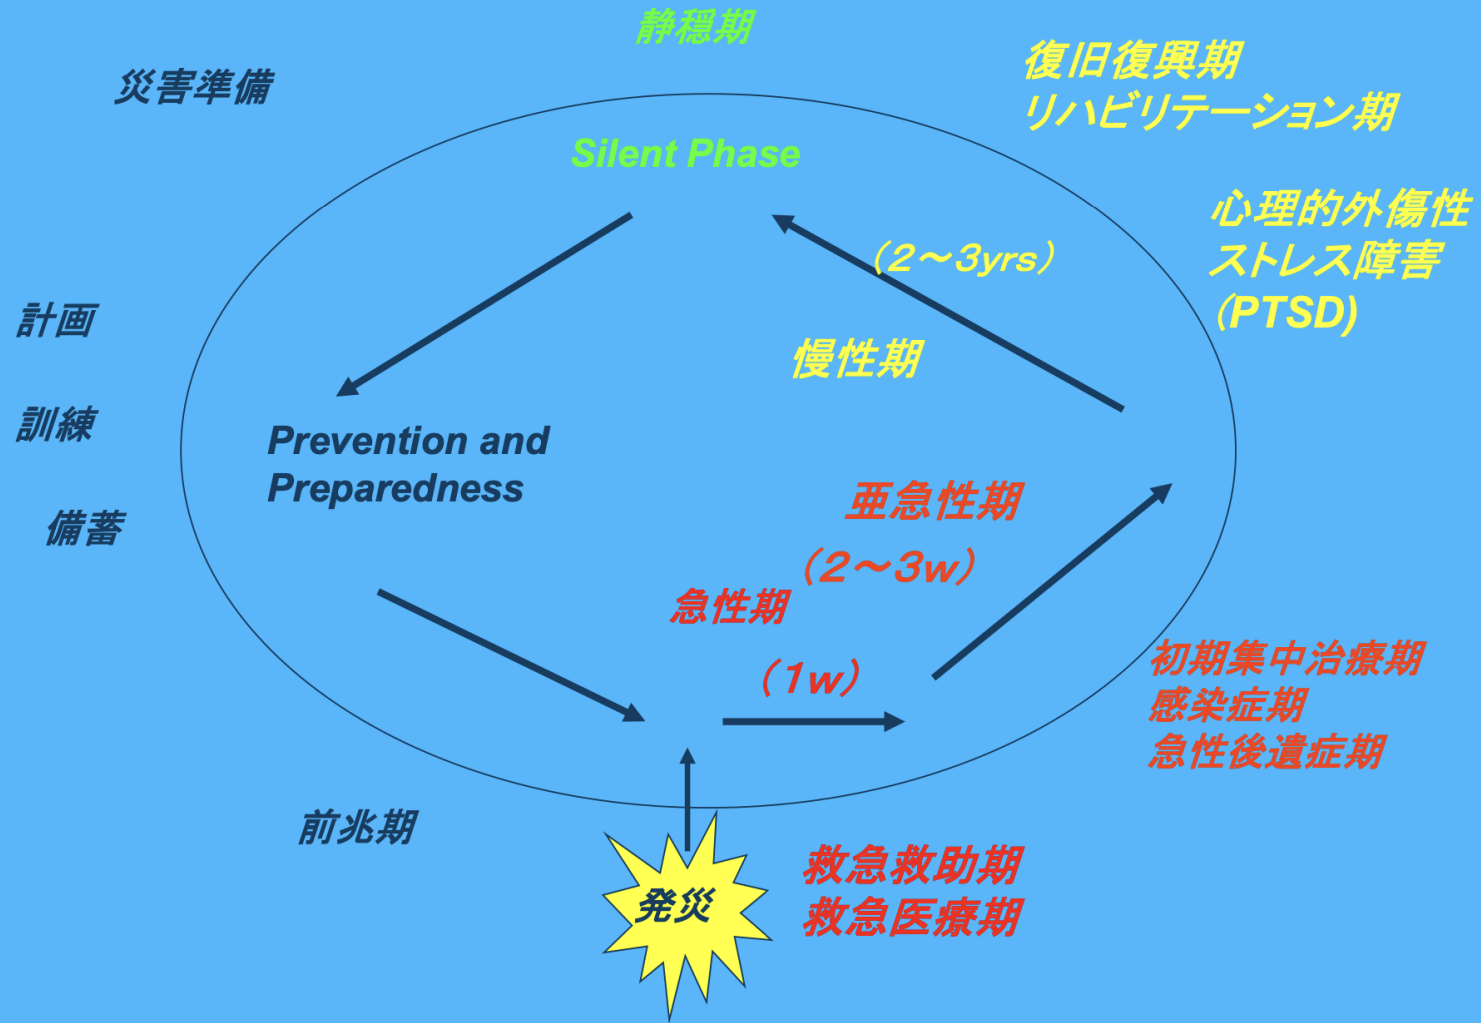 静穏期
災害準備
復旧復興期
リハビリテーション期
Silent Phase
心理的外傷性
ストレス障害
（PTSD)
（2～3yrs）
計画
慢性期
訓練
Prevention and
Preparedness
備蓄
亜急性期
（2～3w）
急性期
（1w）
初期集中治療期
感染症期
急性後遺症期
前兆期
発災
救急救助期
救急医療期